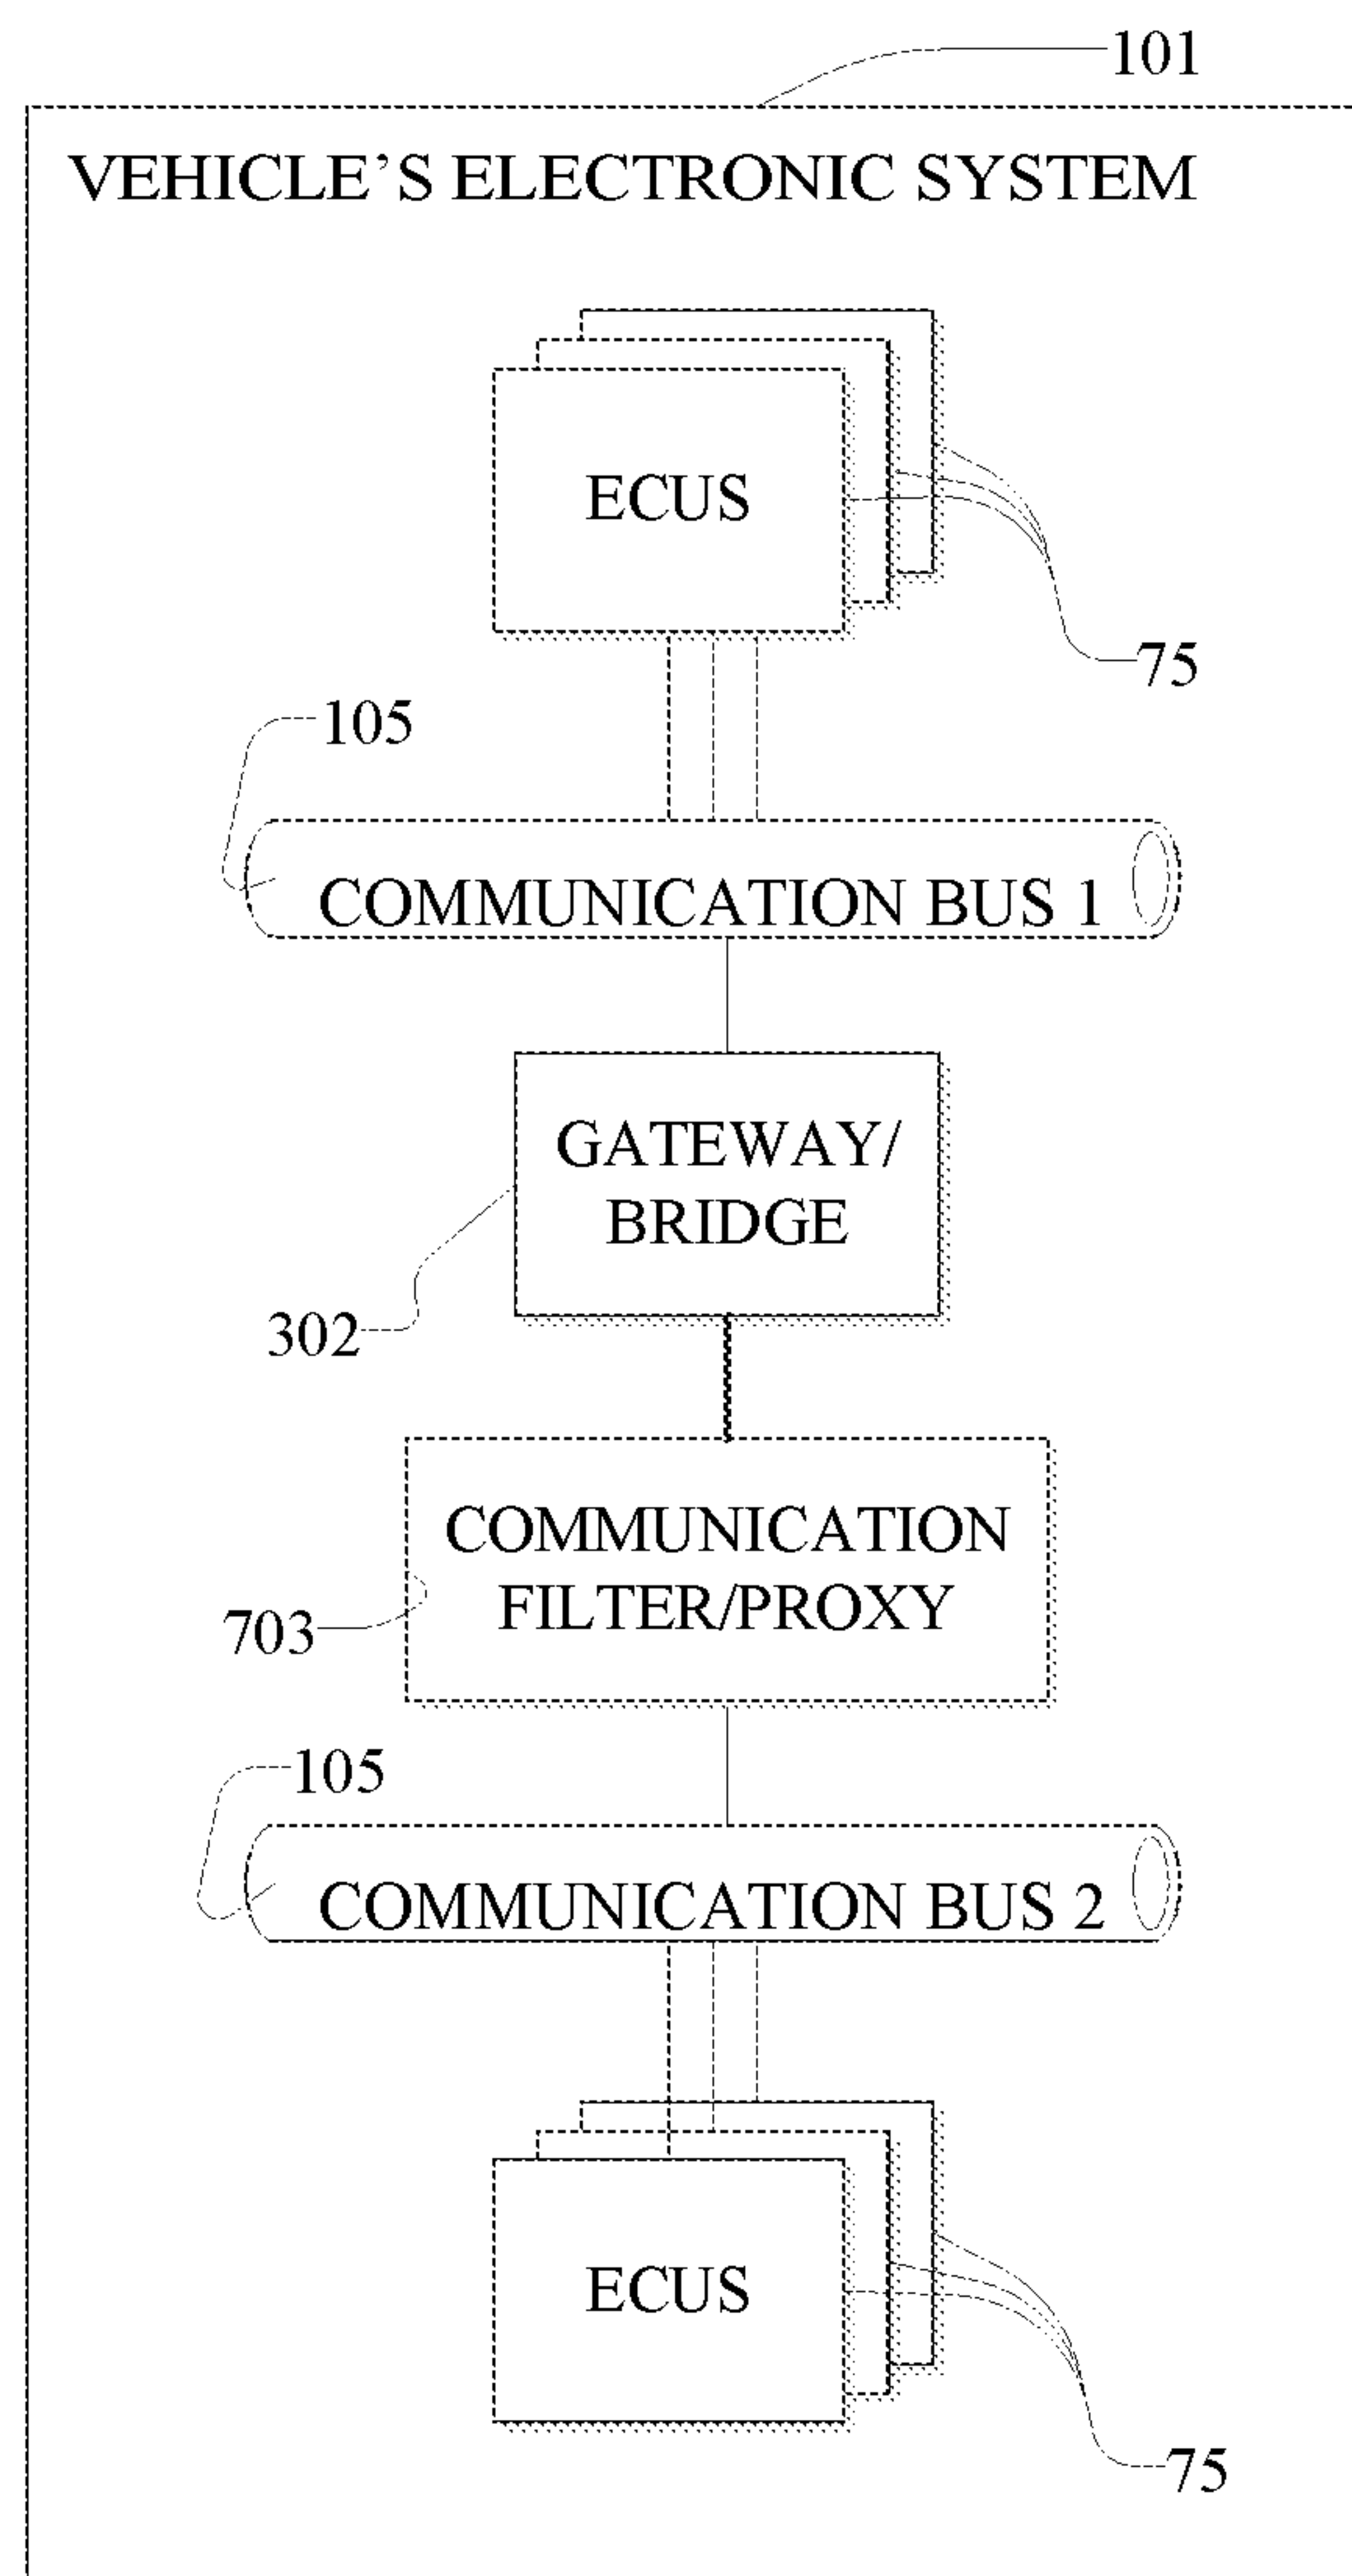 101
VEHICLE'S ELECTRONIC SYSTEM
ECUS
75
105
COMMUNICATION BUS 1
GATEWAY/
BRIDGE
302
COMMUNICATION
FILTER/PROXY
703
105
COMMUNICATION BUS 2
ECUS
75